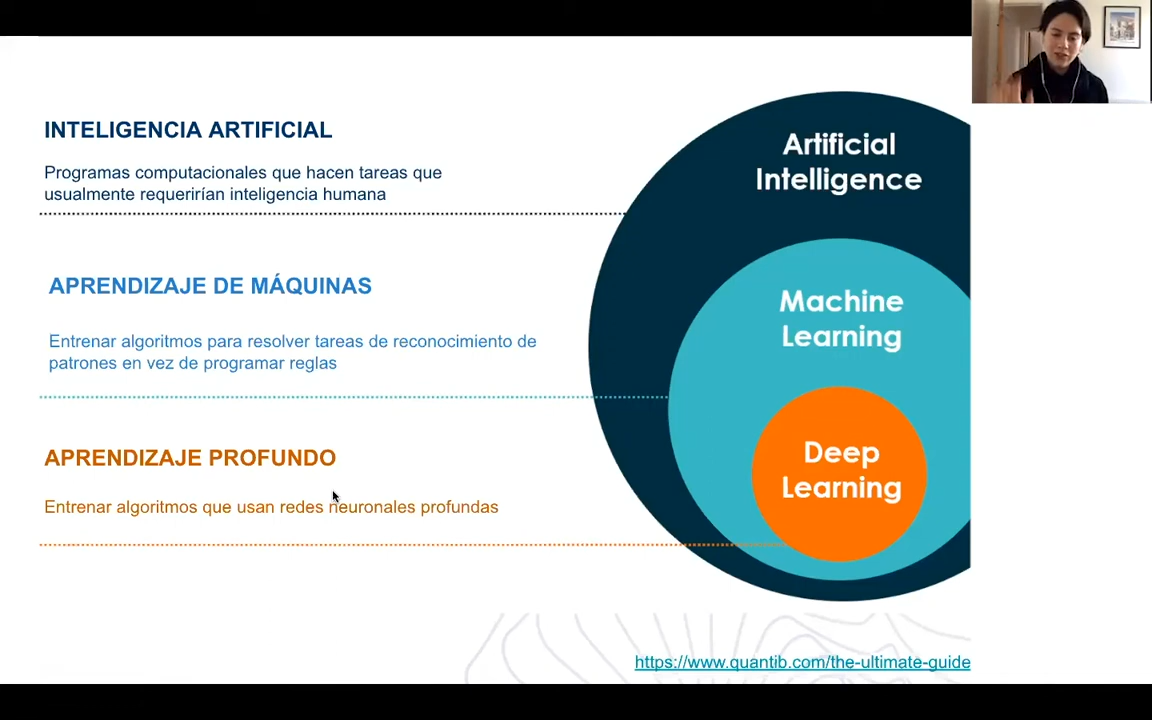 INTELIGENCIA ARTIFICIAL
Programas computacionales que hacen tareas que
usualmente requerirían inteligencia humana
APRENDIZAJE DE MÁQUINAS
Entrenar algoritmos para resolver tareas de reconocimiento de
patrones en vez de programar reglas
APRENDIZAJE PROFUNDO
Entrenar algoritmos que usan redes neuronales profundas
Artificial
Intelligence
Machine
Learning
Deep
Learning
https://www.quantib.com/the-ultimate-guide